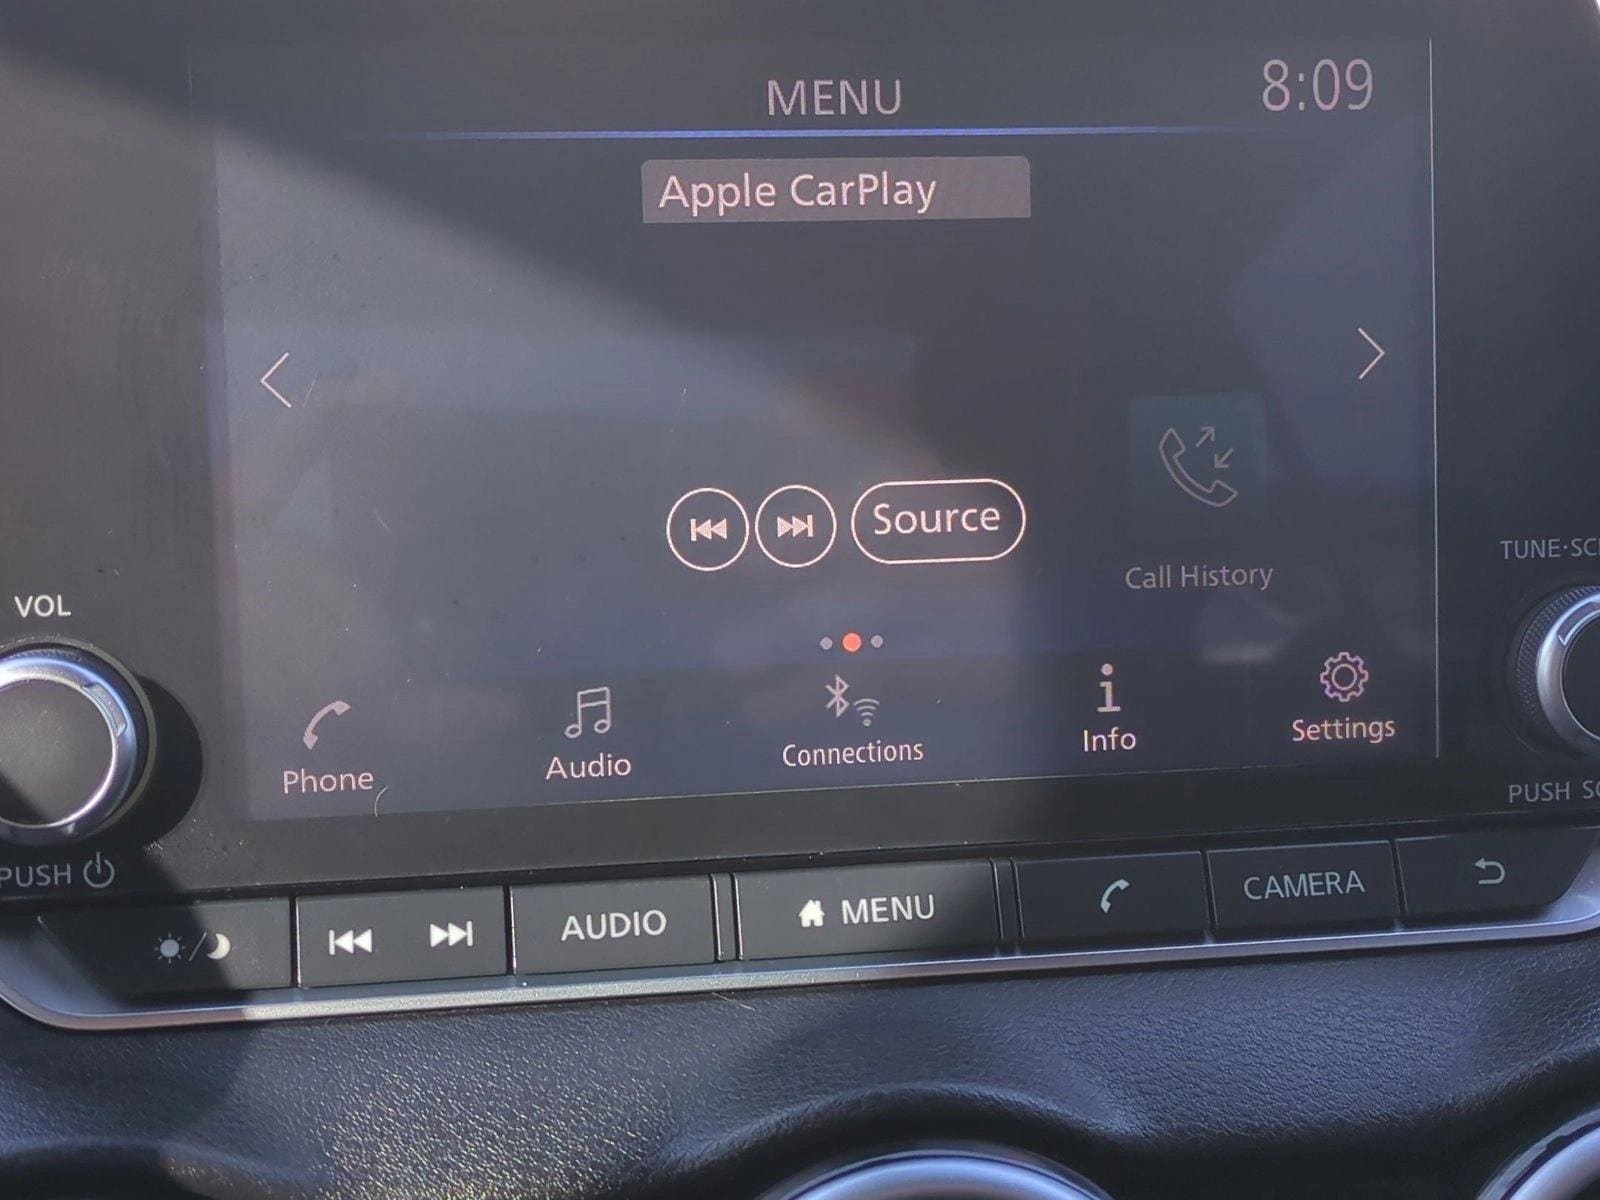 MENU
8:09
Apple CarPlay
Source
Call History
Phone
Audio
Connections
Info
Settings
VOL
PUSH
TUNE·SC
PUSH
AUDIO
MENU
CAMERA